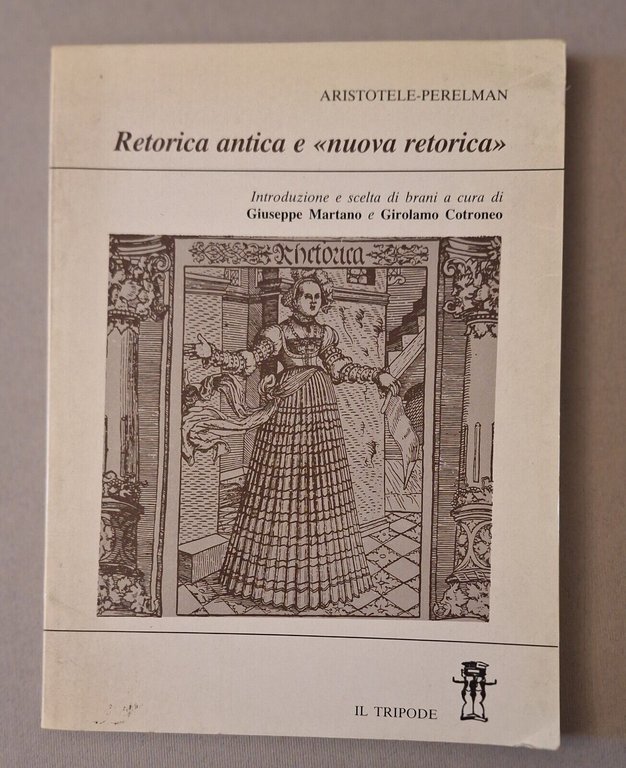 ARISTOTELE-PERELMAN
Retorica antica e «nuova retorica»
Introduzione e scelta di brani a cura di
Giuseppe Martano e Girolamo Cotroneo
Rhetorica
IL TRIPODE